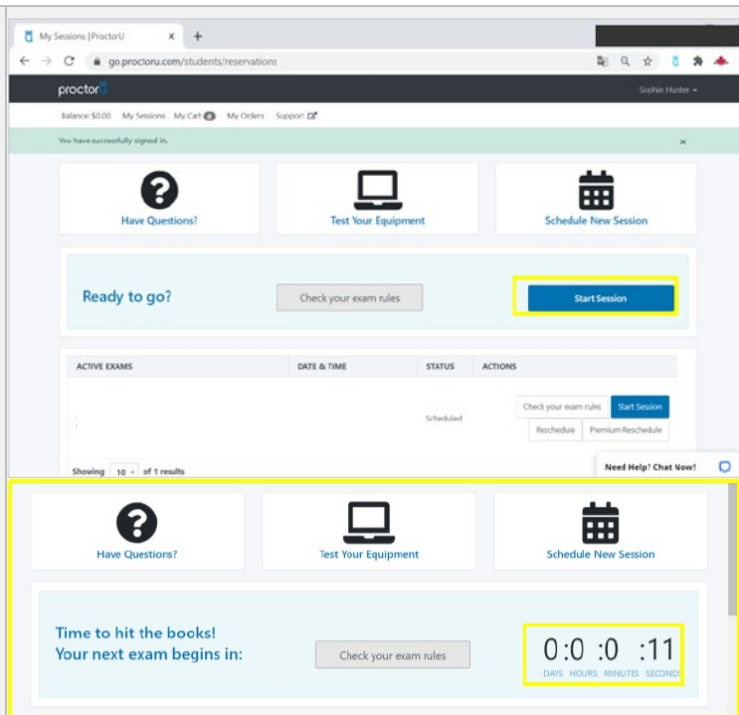 My Sessions | ProctorU
go.proctoru.com/students/reservations
proctor
Sophie Hunter
Balance: $0.00 My Sessions My Cart 0 My Orders Support
You have successfully signed in.
Have Questions?
Test Your Equipment
Schedule New Session
Ready to go?
Check your exam rules
Start Session
ACTIVE EXAMS DATE & TIME STATUS ACTIONS
Scheduled
Check your exam rules Start Session
Reschedule Premium Reschedule
Showing 10 of 1 results
Need Help? Chat Now!
Have Questions?
Test Your Equipment
Schedule New Session
Time to hit the books!
Your next exam begins in:
Check your exam rules
0:0 :0 :11
DAYS HOURS MINUTES SECONDS